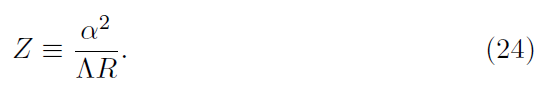 Z ≡ α² / ΛR. (24)